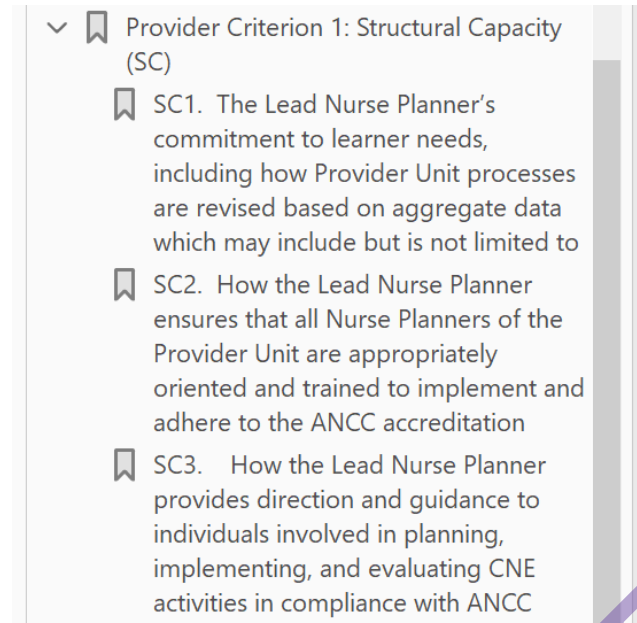 Provider Criterion 1: Structural Capacity
(SC)
SC1. The Lead Nurse Planner's
commitment to learner needs,
including how Provider Unit processes
are revised based on aggregate data
which may include but is not limited to
SC2. How the Lead Nurse Planner
ensures that all Nurse Planners of the
Provider Unit are appropriately
oriented and trained to implement and
adhere to the ANCC accreditation
SC3. How the Lead Nurse Planner
provides direction and guidance to
individuals involved in planning,
implementing, and evaluating CNE
activities in compliance with ANCC